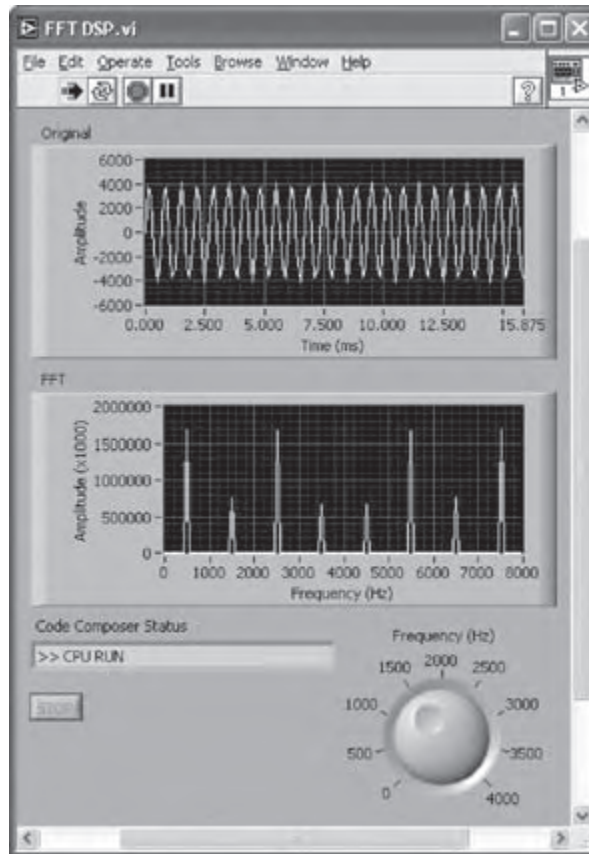 FFT DSP.vi
File Edit Operate Tools Browse Window Help
1
Original
Amplitude
6000
4000
2000
0
-2000
-4000
-6000
0.000 2.500 5.000 7.500 10.000 12.500 15.875
Time (ms)
FFT
Amplitude (x1000)
2000000
1500000
1000000
500000
0
0 1000 2000 3000 4000 5000 6000 7000 8000
Frequency (Hz)
Code Composer Status
>> CPU RUN
STOP
Frequency (Hz)
0
500
1000
1500
2000
2500
3000
3500
4000